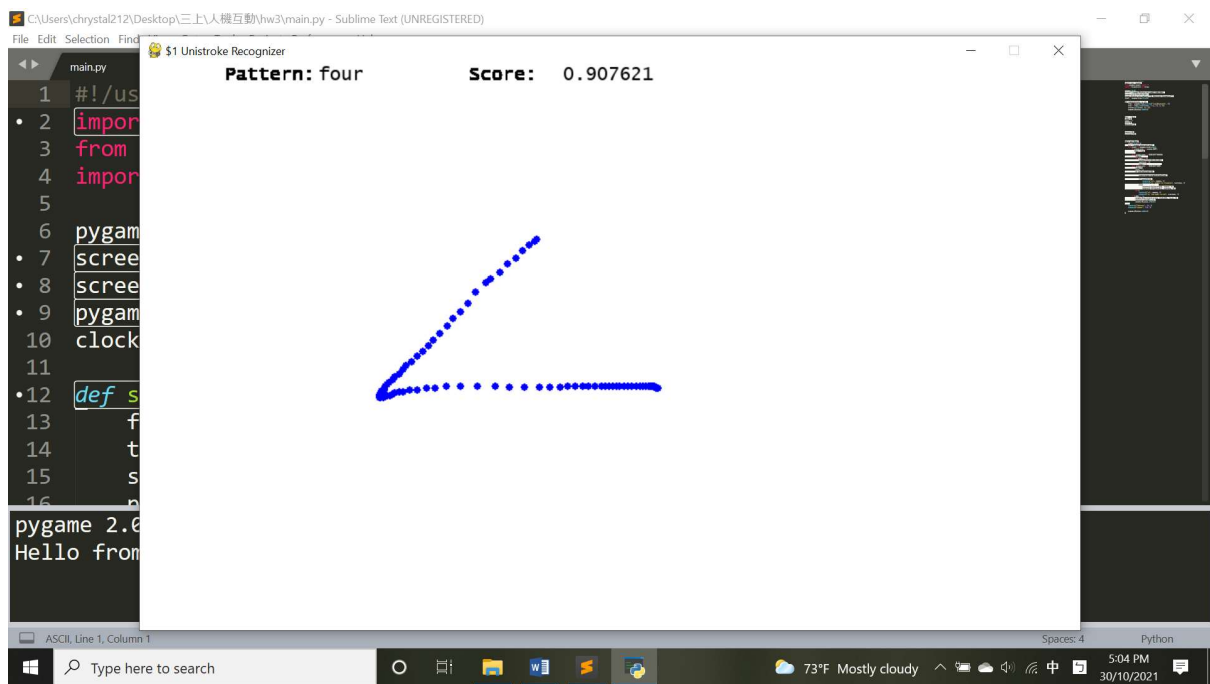 C:\Users\chrystal212\Desktop\三上\人機互動\hw3\main.py - Sublime Text (UNREGISTERED)
File Edit Selection Find
$1 Unistroke Recognizer
main.py
Pattern: four Score: 0.907621
1 #!/us
2 impor
3 from
4 impor
5
6 pygam
7 scree
8 scree
9 pygam
10 clock
11
12 def s
13 f
14 t
15 s
16
pygame 2.0
Hello from
ASCII, Line 1, Column 1 Spaces: 4 Python
Type here to search
73°F Mostly cloudy
中
5:04 PM
30/10/2021